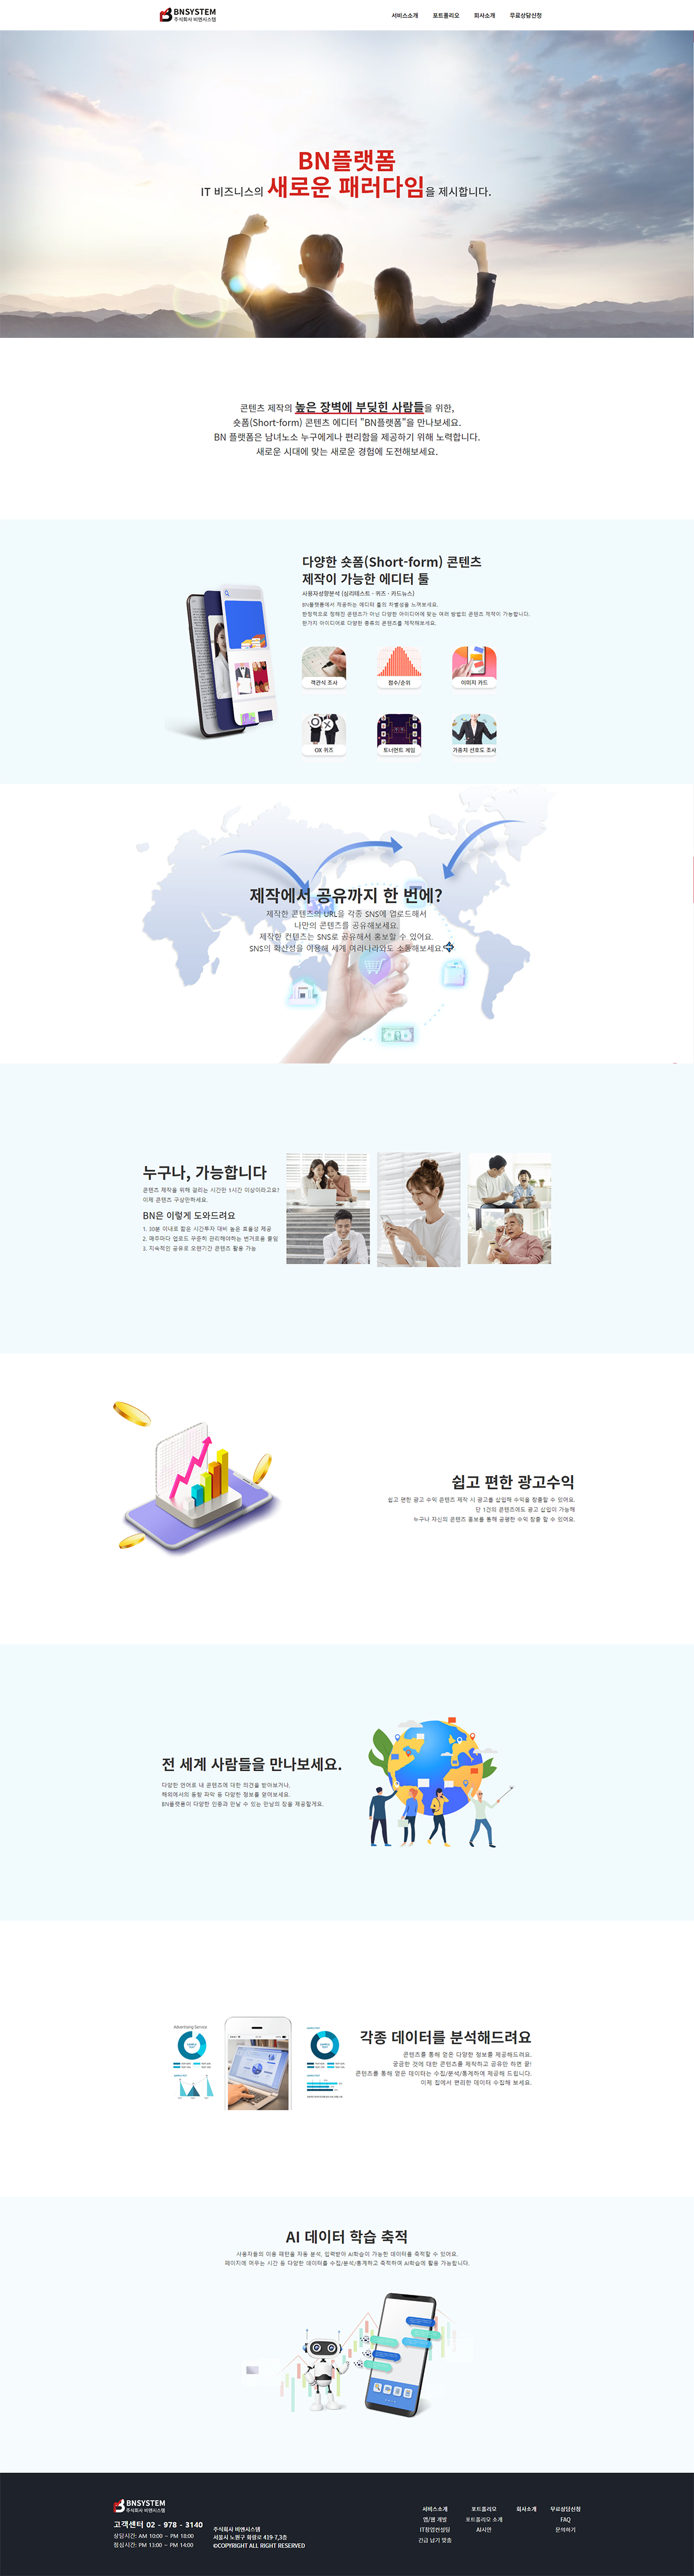 BNSYSTEM
주식회사 비엔시스템
서비스소개 포트폴리오 회사소개 무료상담신청
BN플랫폼
IT 비즈니스의 새로운 패러다임을 제시합니다.
콘텐츠 제작의 높은 장벽에 부딪힌 사람들을 위한,
숏폼(Short-form) 콘텐츠 에디터 "BN플랫폼"을 만나보세요.
BN 플랫폼은 남녀노소 누구에게나 편리함을 제공하기 위해 노력합니다.
새로운 시대에 맞는 새로운 경험에 도전해보세요.
다양한 숏폼(Short-form) 콘텐츠
제작이 가능한 에디터 툴
사용자성향분석 (심리테스트 · 퀴즈 · 카드뉴스)
BN플랫폼에서 제공하는 에디터 툴의 차별성을 느껴보세요.
한정적으로 정해진 콘텐츠가 아닌 다양한 아이디어에 맞는 여러 방법의 콘텐츠 제작이 가능합니다.
한가지 아이디어로 다양한 종류의 콘텐츠를 제작해보세요.
객관식 조사
점수/순위
이미지 카드
OX 퀴즈
토너먼트 게임
가중치 선호도 조사
제작에서 공유까지 한 번에?
제작한 콘텐츠의 URL을 각종 SNS에 업로드해서
나만의 콘텐츠를 공유해보세요.
제작한 컨텐츠는 SNS로 공유해서 홍보할 수 있어요.
SNS의 확산성을 이용해 세계 여러나라와도 소통해보세요.
누구나, 가능합니다
콘텐츠 제작을 위해 걸리는 시간만 1시간 이상이라고요?
이제 콘텐츠 구상만하세요.
BN은 이렇게 도와드려요
1. 30분 이내로 짧은 시간투자 대비 높은 효율성 제공
2. 매주마다 업로드 꾸준히 관리해야하는 번거로움 줄임
3. 지속적인 공유로 오랜기간 콘텐츠 활용 가능
쉽고 편한 광고수익
쉽고 편한 광고 수익 콘텐츠 제작 시 광고를 삽입해 수익을 창출할 수 있어요.
단 1건의 콘텐츠에도 광고 삽입이 가능해
누구나 자신의 콘텐츠 홍보를 통해 공평한 수익 창출 할 수 있어요.
전 세계 사람들을 만나보세요.
다양한 언어로 내 콘텐츠에 대한 의견을 받아보거나,
해외에서의 동향 파악 등 다양한 정보를 얻어보세요.
BN플랫폼이 다양한 인종과 만날 수 있는 만남의 장을 제공할게요.
Advertising Service
각종 데이터를 분석해드려요
콘텐츠를 통해 얻은 다양한 정보를 제공해드려요.
궁금한 것에 대한 콘텐츠를 제작하고 공유만 하면 끝!
콘텐츠를 통해 얻은 데이터는 수집/분석/통계하여 제공해 드립니다.
이제 집에서 편리한 데이터 수집해 보세요.
AI 데이터 학습 축적
사용자들의 이용 패턴을 자동 분석, 입력받아 AI학습이 가능한 데이터를 축적할 수 있어요.
페이지에 머무는 시간 등 다양한 데이터를 수집/분석/통계하고 축적하여 AI학습에 활용 가능합니다.
BNSYSTEM
주식회사 비엔시스템
고객센터 02 - 978 - 3140
상담시간: AM 10:00 ~ PM 18:00
점심시간: PM 13:00 ~ PM 14:00
주식회사 비엔시스템
서울시 노원구 화랑로 419-7,3층
©COPYRIGHT ALL RIGHT RESERVED
서비스소개 포트폴리오 회사소개 무료상담신청
앱/웹 개발 포트폴리오 소개 FAQ
IT창업컨설팅 AI시안 문의하기
긴급 납기 맞춤